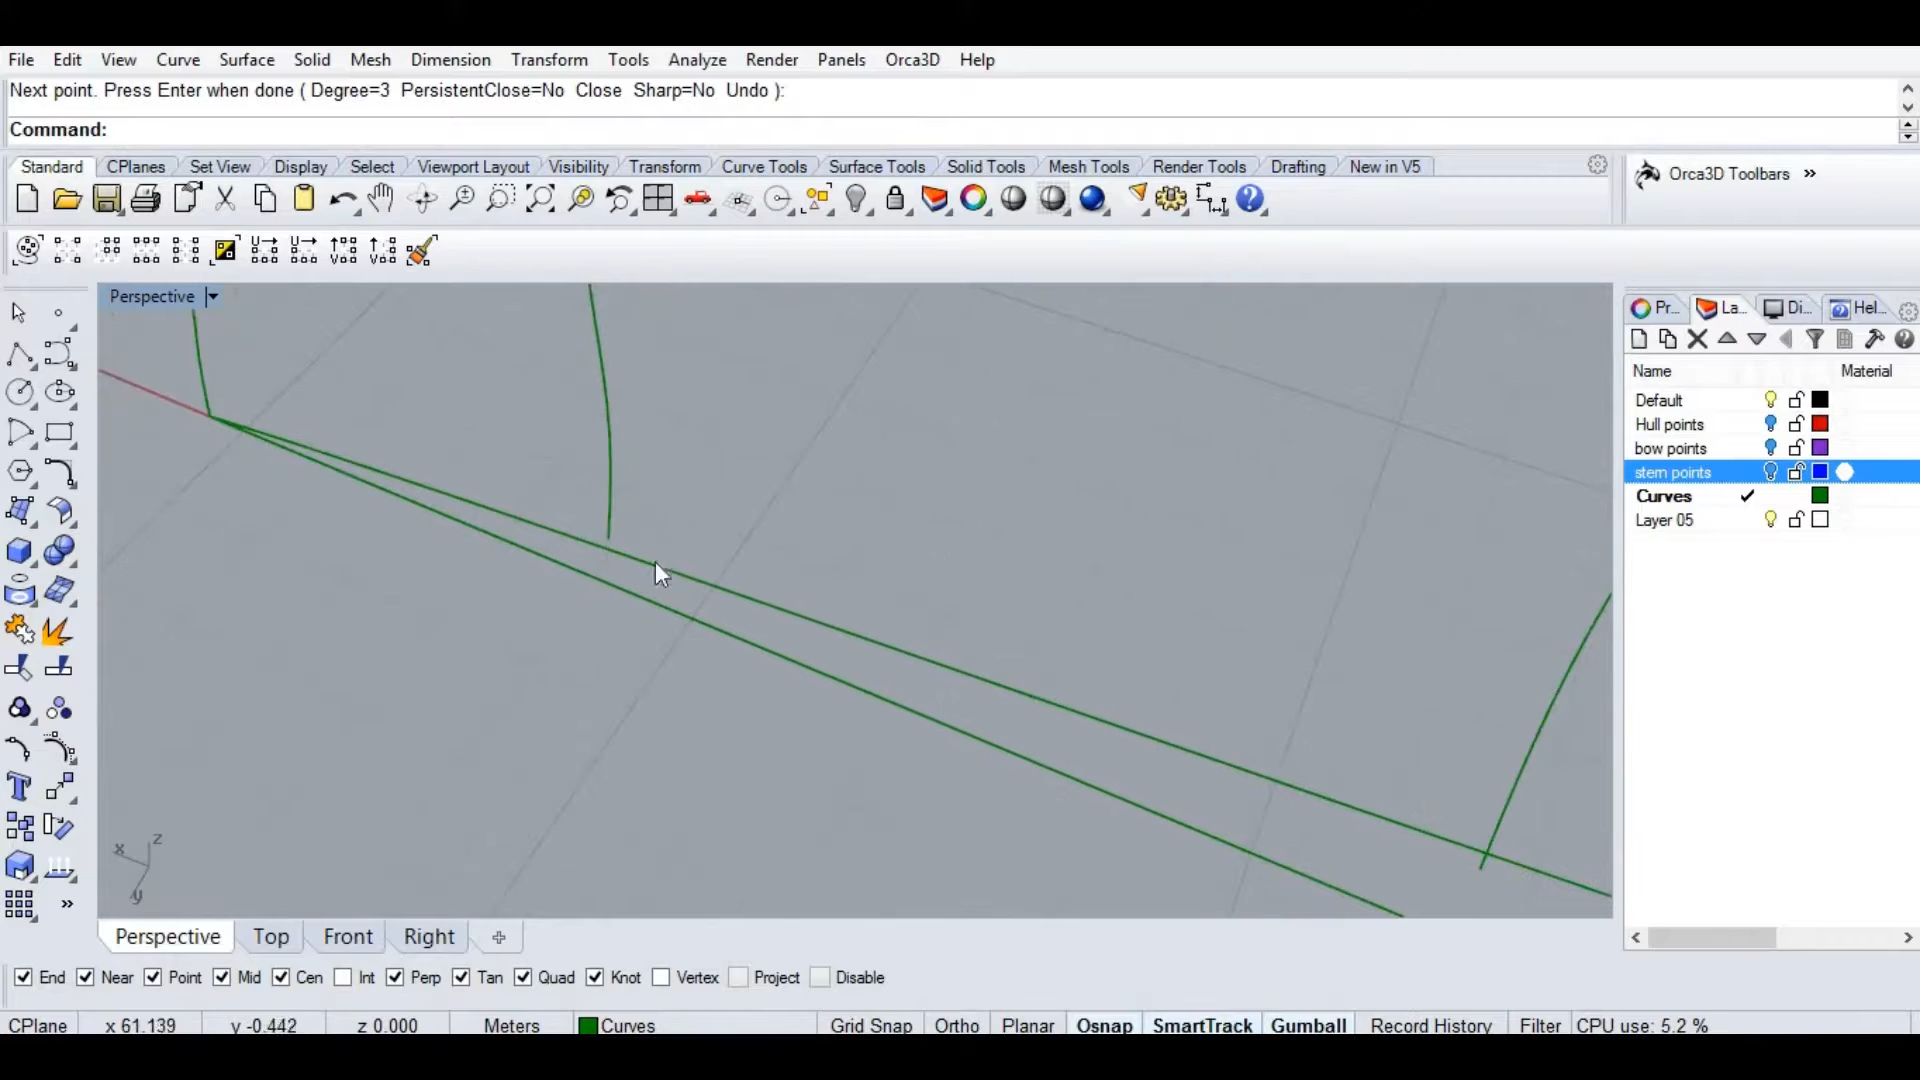 File Edit View Curve Surface Solid Mesh Dimension Transform Tools Analyze Render Panels Orca3D Help
Next point. Press Enter when done ( Degree=3 PersistentClose=No Close Sharp=No Undo ):
Command:
Standard CPlanes Set View Display Select Viewport Layout Visibility Transform Curve Tools Surface Tools Solid Tools Mesh Tools Render Tools Drafting New in V5
Orca3D Toolbars »
Perspective
Pr... La... Di... Hel...
Name Material
Default
Hull points
bow points
stern points
Curves
Layer 05
x z
y
Perspective Top Front Right
End Near Point Mid Cen Int Perp Tan Quad Knot Vertex Project Disable
CPlane x 61.139 y -0.442 z 0.000 Meters Curves Grid Snap Ortho Planar Osnap SmartTrack Gumball Record History Filter CPU use: 5.2 %